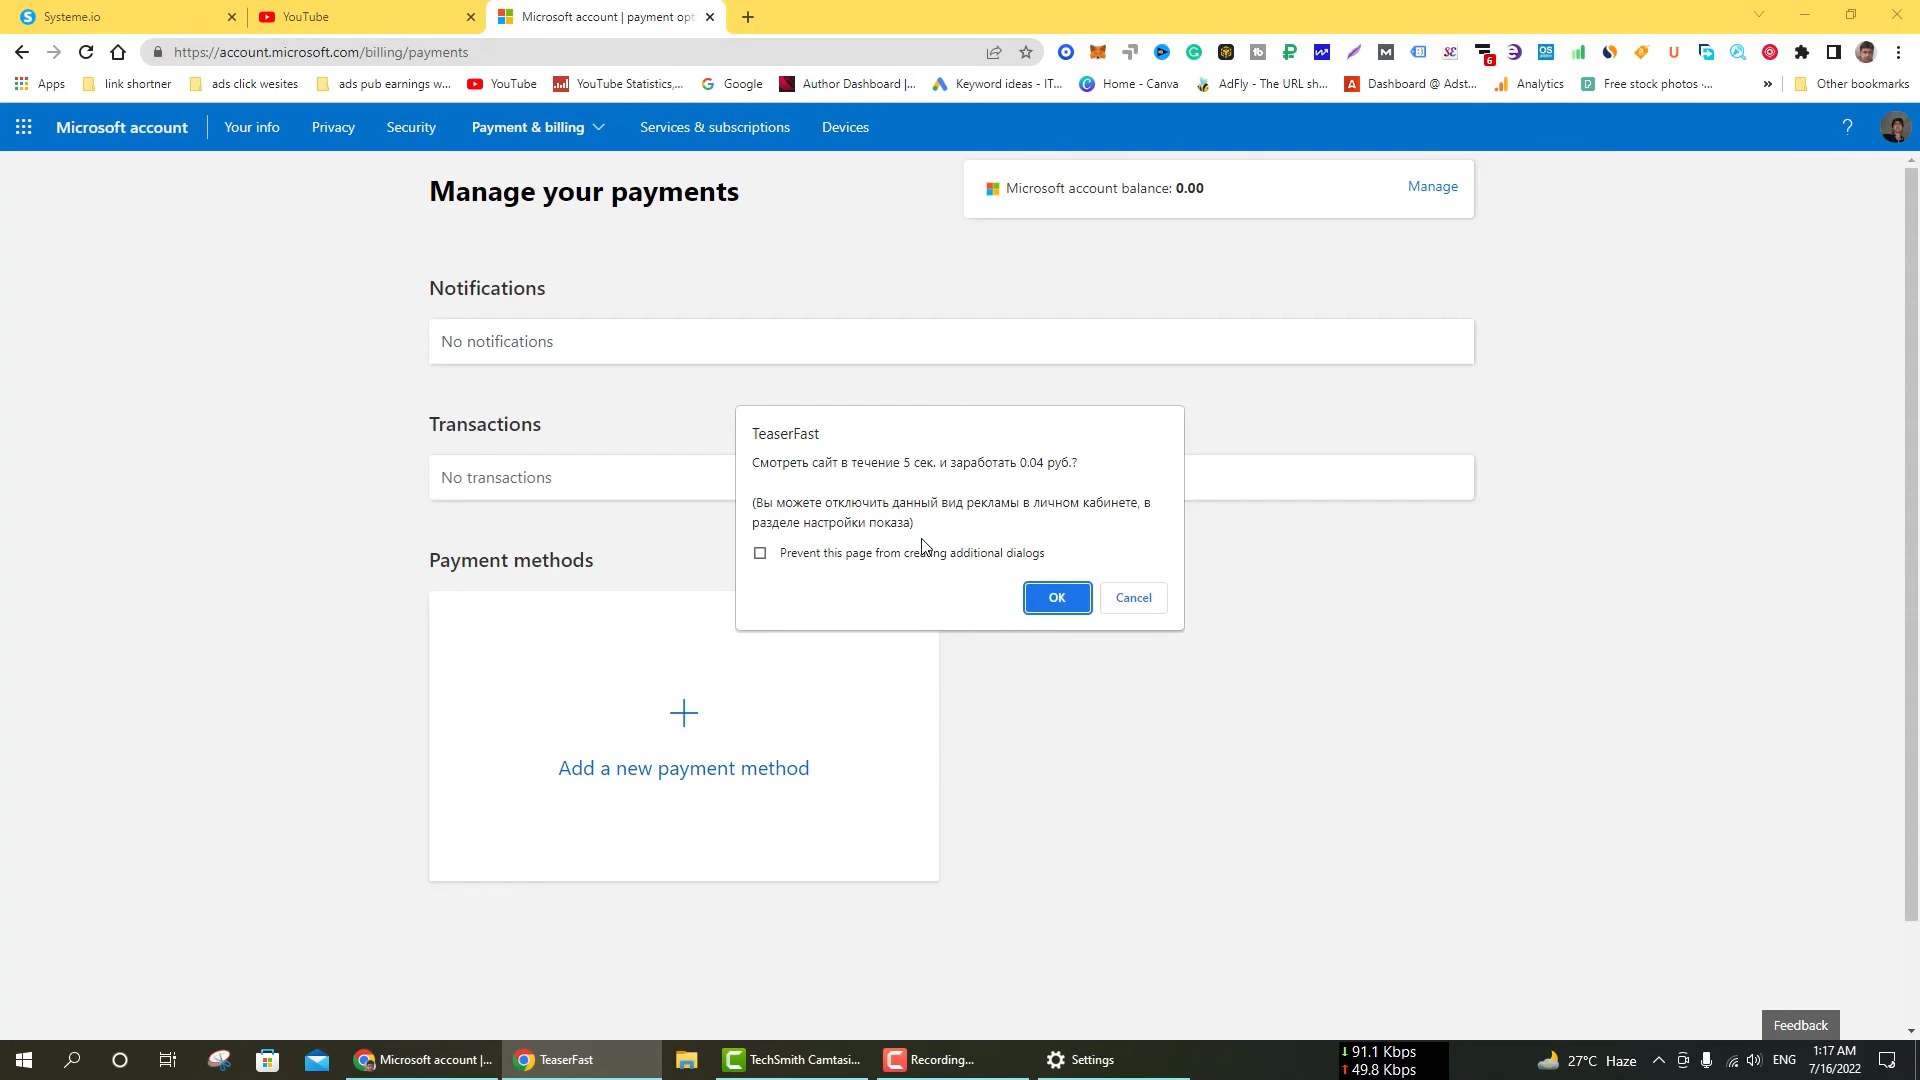 Systeme.io
YouTube
Microsoft account | payment opt
https://account.microsoft.com/billing/payments
6
Apps
link shortner
ads click wesites
ads pub earnings w...
YouTube
YouTube Statistics,...
Google
Author Dashboard |...
Keyword ideas - IT...
Home - Canva
AdFly - The URL sh...
Dashboard @ Adst...
Analytics
Free stock photos -...
»
Other bookmarks
Microsoft account
Your info
Privacy
Security
Payment & billing
Services & subscriptions
Devices
?
Manage your payments
Microsoft account balance: 0.00
Manage
Notifications
No notifications
Transactions
No transactions
TeaserFast
Смотреть сайт в течение 5 сек. и заработать 0.04 руб.?
(Вы можете отключить данный вид рекламы в личном кабинете, в
разделе настройки показа)
Prevent this page from creating additional dialogs
OK
Cancel
Payment methods
Add a new payment method
Feedback
Microsoft account |...
TeaserFast
TechSmith Camtasi...
Recording...
Settings
↓ 91.1 Kbps
↑ 49.8 Kbps
27°C Haze
ENG
1:17 AM
7/16/2022